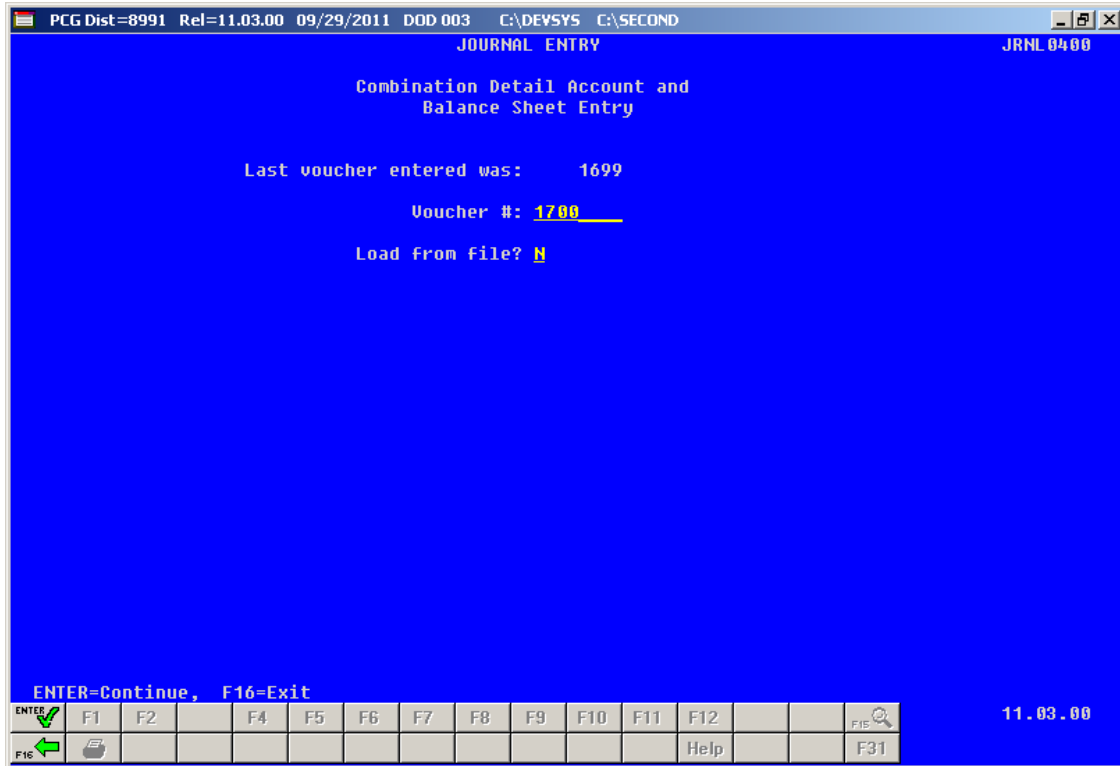 PCG Dist=8991 Rel=11.03.00 09/29/2011 DOD 003 C:\DEVSYS C:\SECOND
JOURNAL ENTRY JRNL0400
Combination Detail Account and
Balance Sheet Entry
Last voucher entered was: 1699
Voucher #: 1700____
Load from file? N
ENTER=Continue, F16=Exit
ENTER F1 F2 F4 F5 F6 F7 F8 F9 F10 F11 F12 F15 11.03.00
F16 Help F31